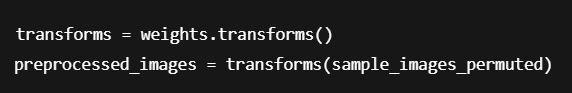 transforms = weights.transforms()
preprocessed_images = transforms(sample_images_permuted)